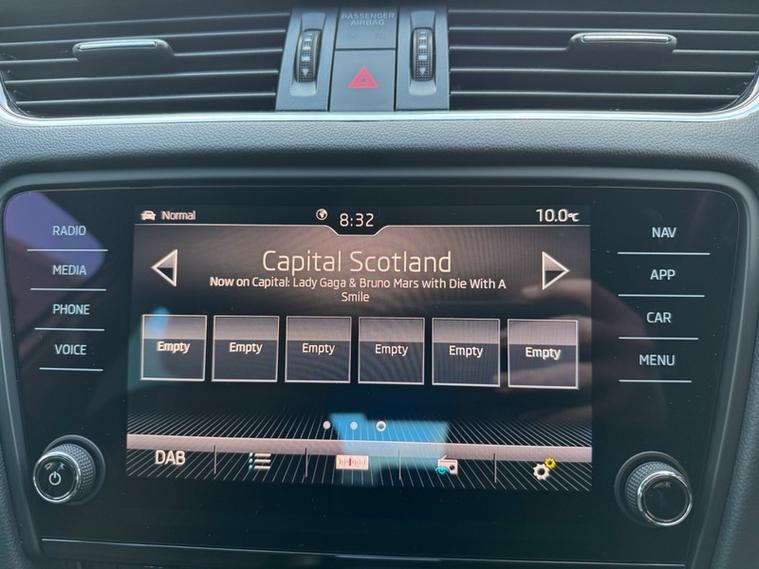 PASSENGER
AIRBAG
Normal
8:32
10.0°C
RADIO
MEDIA
PHONE
VOICE
Capital Scotland
Now on Capital: Lady Gaga & Bruno Mars with Die With A
Smile
Empty Empty Empty Empty Empty Empty
DAB
NAV
APP
CAR
MENU